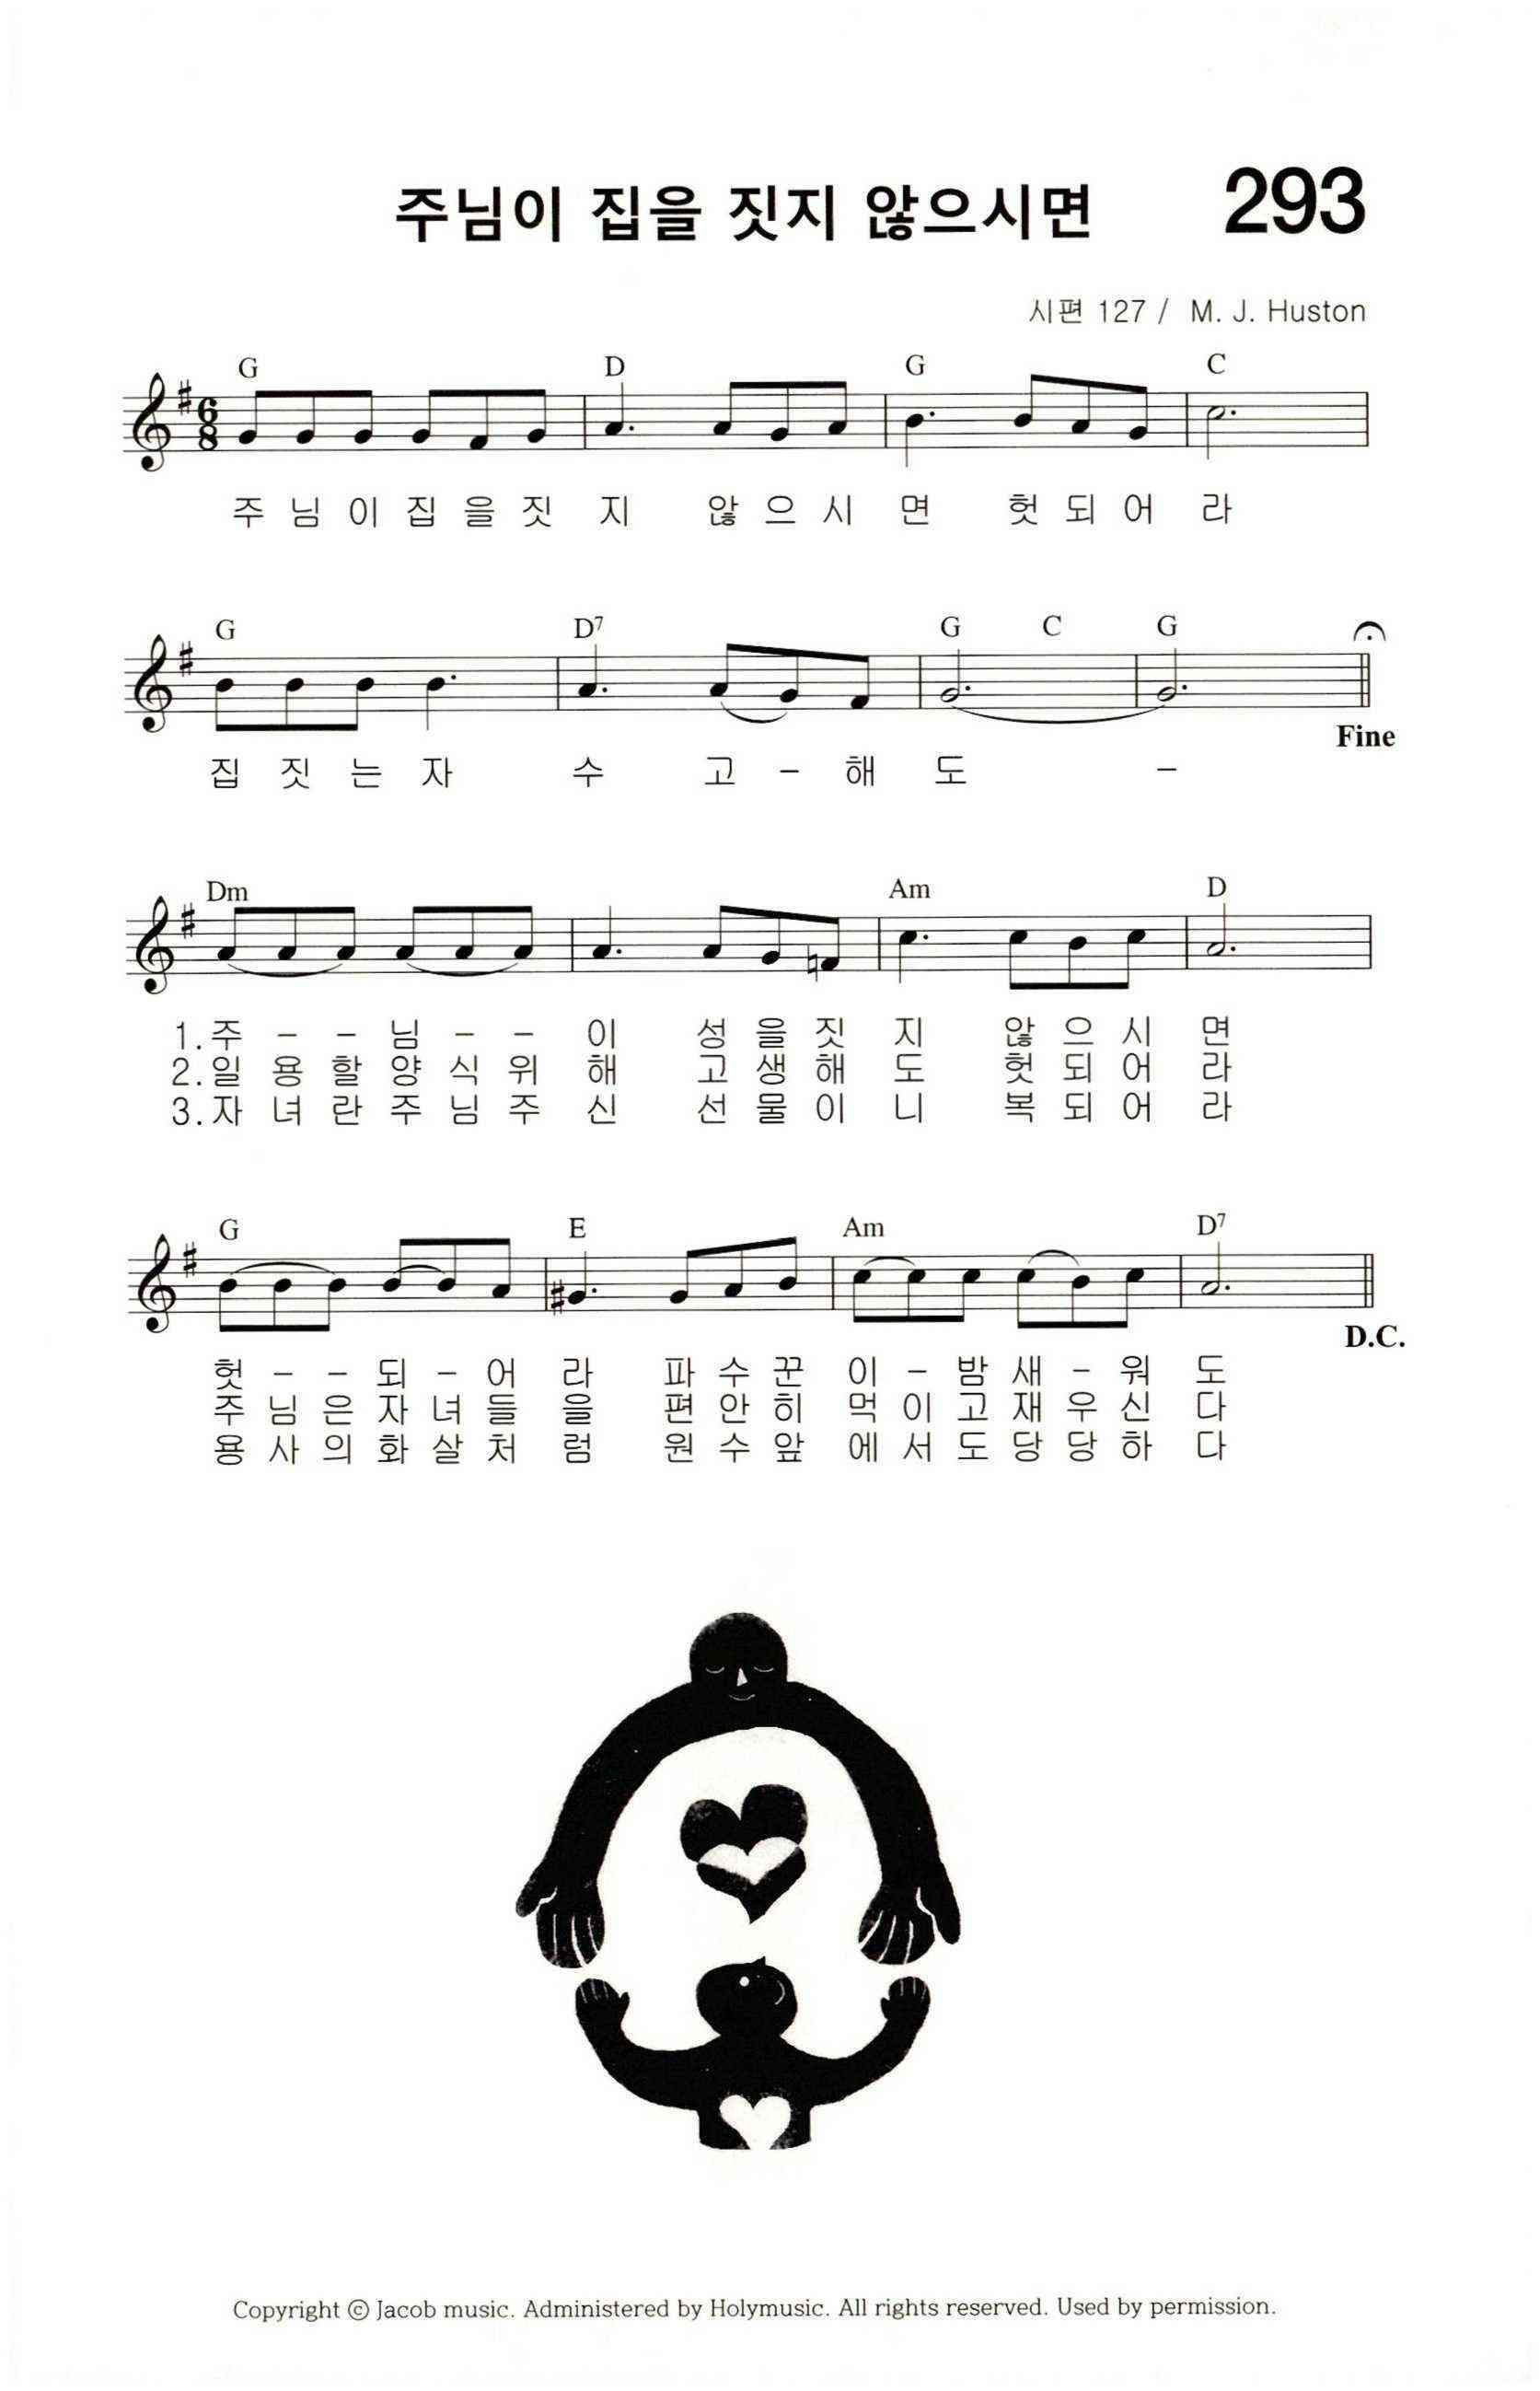 주님이 집을 짓지 않으시면 293
시편 127 / M. J. Huston
G D G C
6
8
주 님 이 집 을 짓 지 않 으 시 면 헛 되 어 라
G D7 G C G
Fine
집 짓 는 자 수 고 - 해 도 -
Dm Am D
1. 주 - - 님 - - 이 성 을 짓 지 않 으 시 면
2. 일 용 할 양 식 위 해 고 생 해 도 헛 되 어 라
3. 자 녀 란 주 님 주 신 선 물 이 니 복 되 어 라
G E Am D7
D.C.
헛 - - 되 - 어 라 파 수 꾼 이 - 밤 새 - 워 도
주 님 은 자 녀 들 을 편 안 히 먹 이 고 재 우 신 다
용 사 의 화 살 처 럼 원 수 앞 에 서 도 당 당 하 다
Copyright ⓒ Jacob music. Administered by Holymusic. All rights reserved. Used by permission.